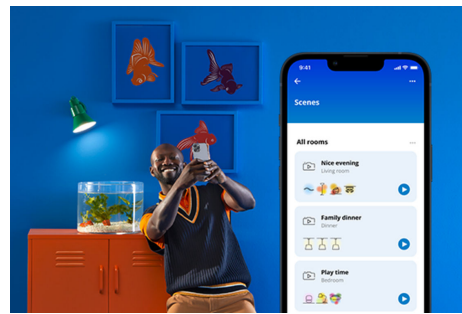 9:41
Scenes
All rooms
Nice evening
Living room
Family dinner
Dinner
Play time
Bedroom